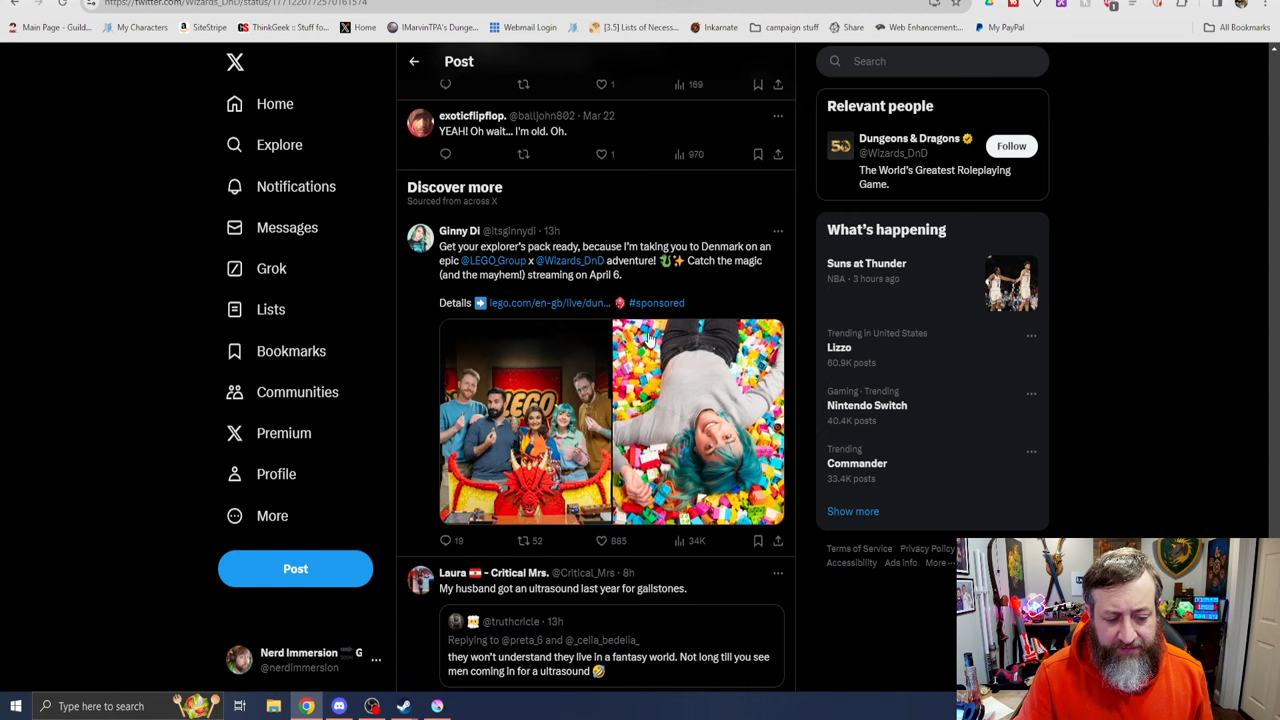 https://twitter.com/Wizards_DnD/status/1771220772570161574
Main Page - Guild...
My Characters
SiteStripe
ThinkGeek :: Stuff fo...
Home
IMarvinTPA's Dunge...
Webmail Login
[3.5] Lists of Necess...
Inkarnate
campaign stuff
Share
Web Enhancement:...
My PayPal
All Bookmarks
Post
Search
Home
Explore
Notifications
Messages
Grok
Lists
Bookmarks
Communities
Premium
Profile
More
Post
Nerd Immersion G
@nerdimmersion
1
169
exoticflipflop. @balljohn802 · Mar 22
YEAH! Oh wait... I'm old. Oh.
1
970
Discover more
Sourced from across X
Ginny Di @itsginnydi · 13h
Get your explorer's pack ready, because I'm taking you to Denmark on an
epic @LEGO_Group x @Wizards_DnD adventure! 🐉✨ Catch the magic
(and the mayhem!) streaming on April 6.
Details ➡️ lego.com/en-gb/live/dun... #sponsored
LEGO
19
52
885
34K
Laura - Critical Mrs. @Critical_Mrs · 8h
My husband got an ultrasound last year for gallstones.
@truthcricle · 13h
Replying to @preta_6 and @_celia_bedelia_
they won't understand they live in a fantasy world. Not long till you see
men coming in for a ultrasound 🤣
Relevant people
Dungeons & Dragons
@Wizards_DnD
Follow
The World's Greatest Roleplaying
Game.
What's happening
Suns at Thunder
NBA · 3 hours ago
Trending in United States
Lizzo
60.9K posts
Gaming · Trending
Nintendo Switch
40.4K posts
Trending
Commander
33.4K posts
Show more
Terms of Service Privacy Policy
Accessibility Ads info More ...
Type here to search